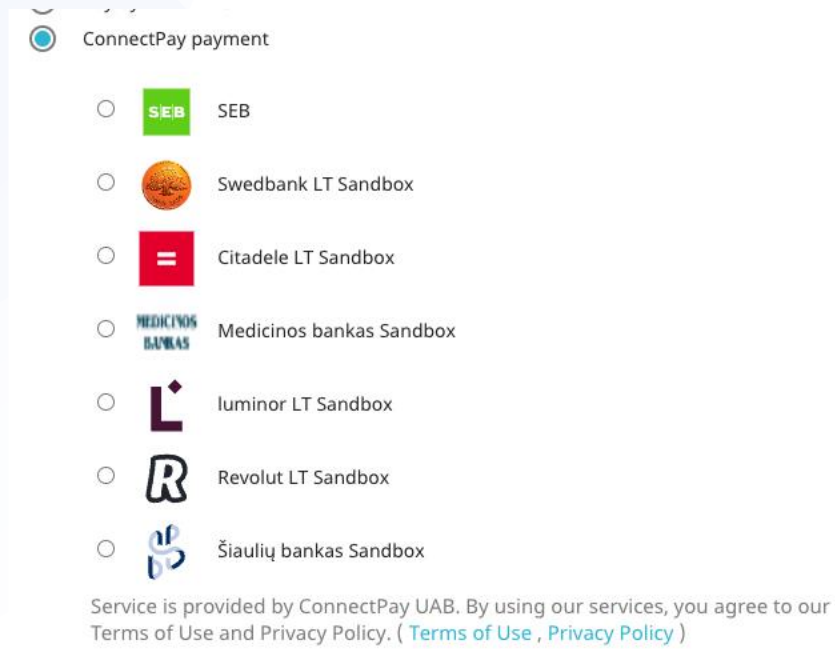 ConnectPay payment
SEB SEB
Swedbank LT Sandbox
Citadele LT Sandbox
MEDICINOS
BANKAS
Medicinos bankas Sandbox
luminor LT Sandbox
R Revolut LT Sandbox
Šiaulių bankas Sandbox
Service is provided by ConnectPay UAB. By using our services, you agree to our
Terms of Use and Privacy Policy. ( Terms of Use , Privacy Policy )